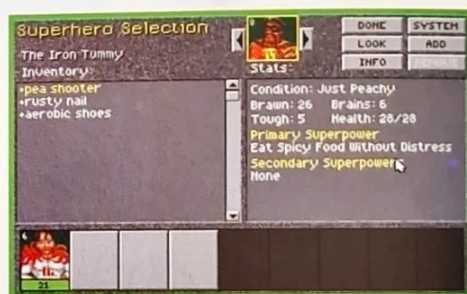 Superhero Selection
DONE SYSTEM
LOOK ADD
INFO
The Iron Tummy
Inventory:
Stats:
+pea shooter
+rusty nail
+aerobic shoes
Condition: Just Peachy
Brawn: 26 Brains: 6
Tough: 5 Health: 28/28
Primary Superpower
Eat Spicy Food Without Distress
Secondary Superpower
None
21